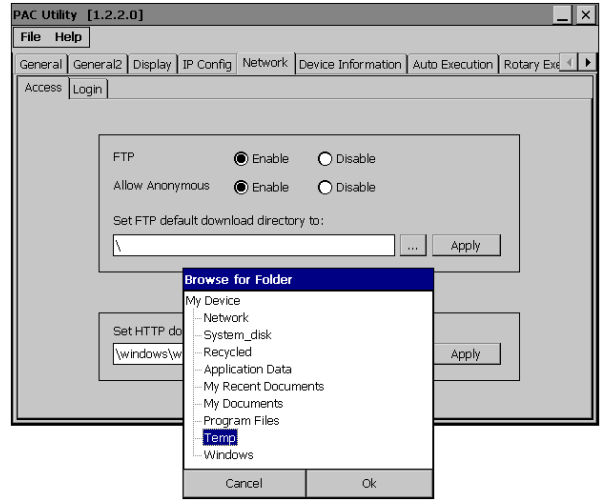 PAC Utility [1.2.2.0]
File Help
General General2 Display IP Config Network Device Information Auto Execution Rotary Exe
Access Login
FTP Enable Disable
Allow Anonymous Enable Disable
Set FTP default download directory to:
\ ... Apply
Browse for Folder
My Device
Network
System_disk
Recycled
Application Data
My Recent Documents
My Documents
Program Files
Temp
Windows
Cancel Ok
Set HTTP do
\windows\w Apply